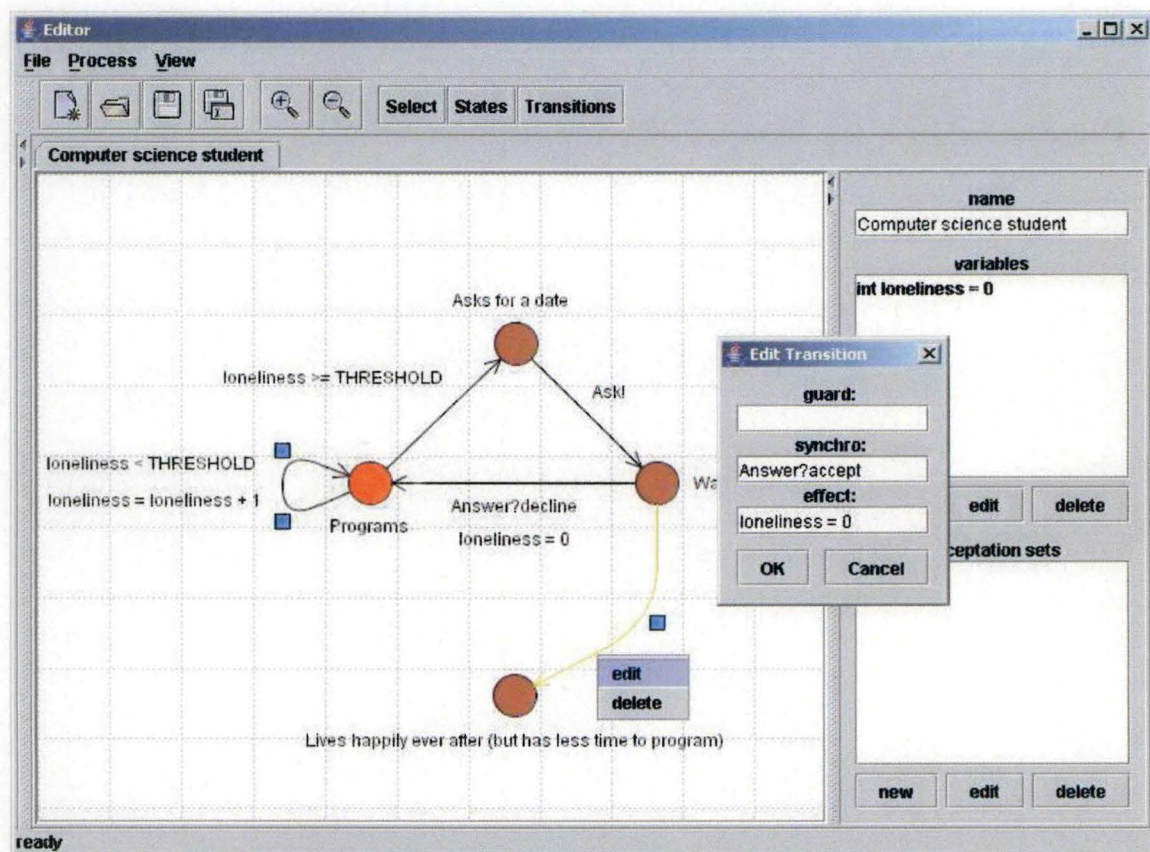 Editor
File Process View
Select States Transitions
Computer science student
name
Computer science student
variables
int loneliness = 0
Asks for a date
loneliness >= THRESHOLD
Ask!
loneliness < THRESHOLD
loneliness = loneliness + 1
Programs
Answer?decline
loneliness = 0
Edit Transition
guard:
synchro:
Answer?accept
effect:
loneliness = 0
OK Cancel
edit delete
edit
delete
Lives happily ever after (but has less time to program)
new edit delete
ready